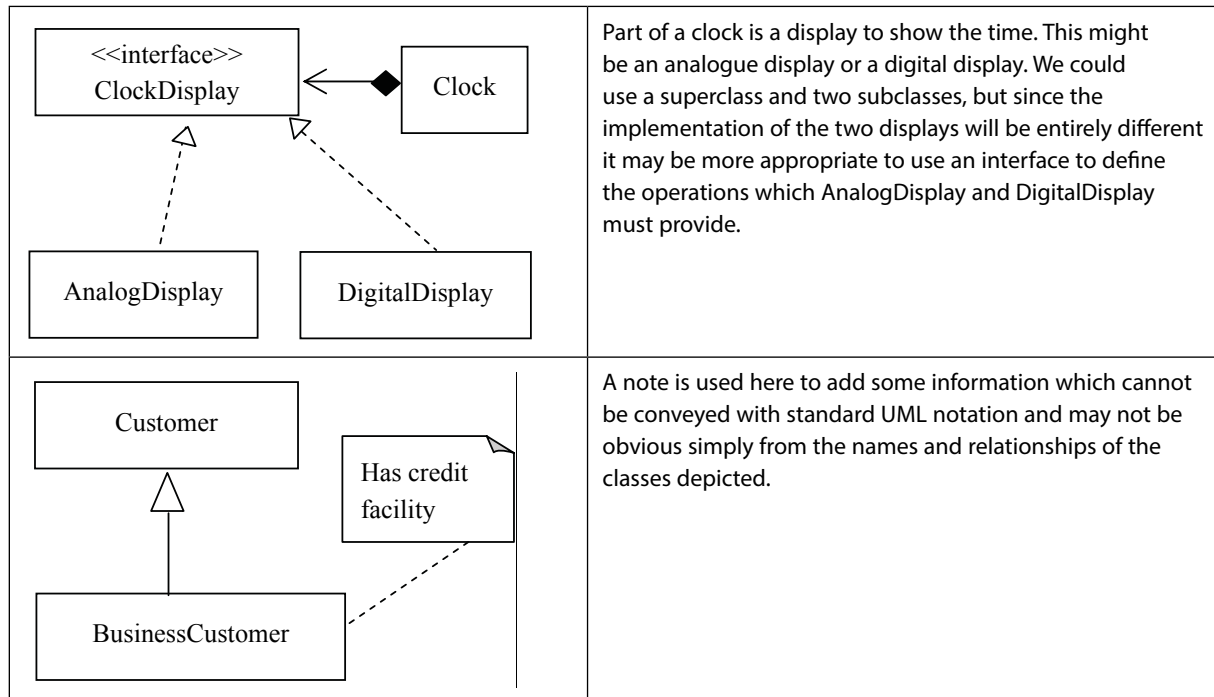 <<interface>>
ClockDisplay
Clock
AnalogDisplay
DigitalDisplay
Part of a clock is a display to show the time. This might
be an analogue display or a digital display. We could
use a superclass and two subclasses, but since the
implementation of the two displays will be entirely different
it may be more appropriate to use an interface to define
the operations which AnalogDisplay and DigitalDisplay
must provide.
Customer
Has credit
facility
BusinessCustomer
A note is used here to add some information which cannot
be conveyed with standard UML notation and may not be
obvious simply from the names and relationships of the
classes depicted.